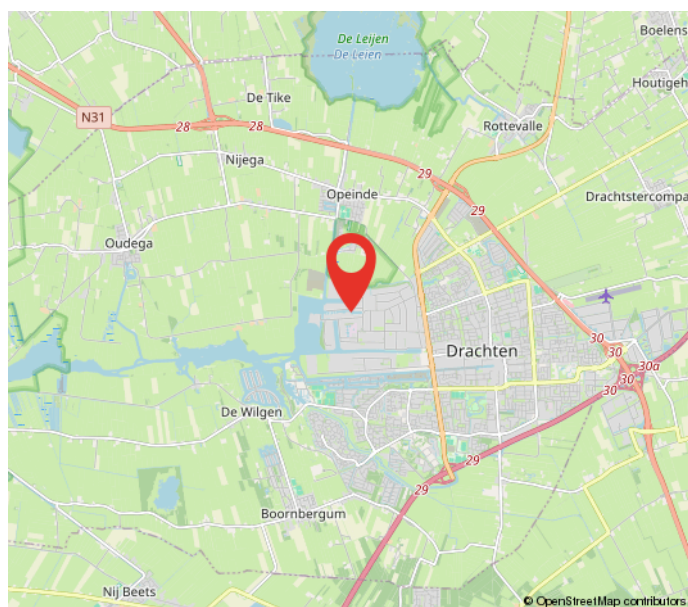 De Leijen
De Leien
Boelens
Houtigeh
De Tike
N31
28
28
Rottevalle
Nijega
29
Opeinde
Drachtstercompa
29
Oudega
30
30
30a
Drachten
30
30
De Wilgen
29
29
Boornbergum
Nij Beets
© OpenStreetMap contributors